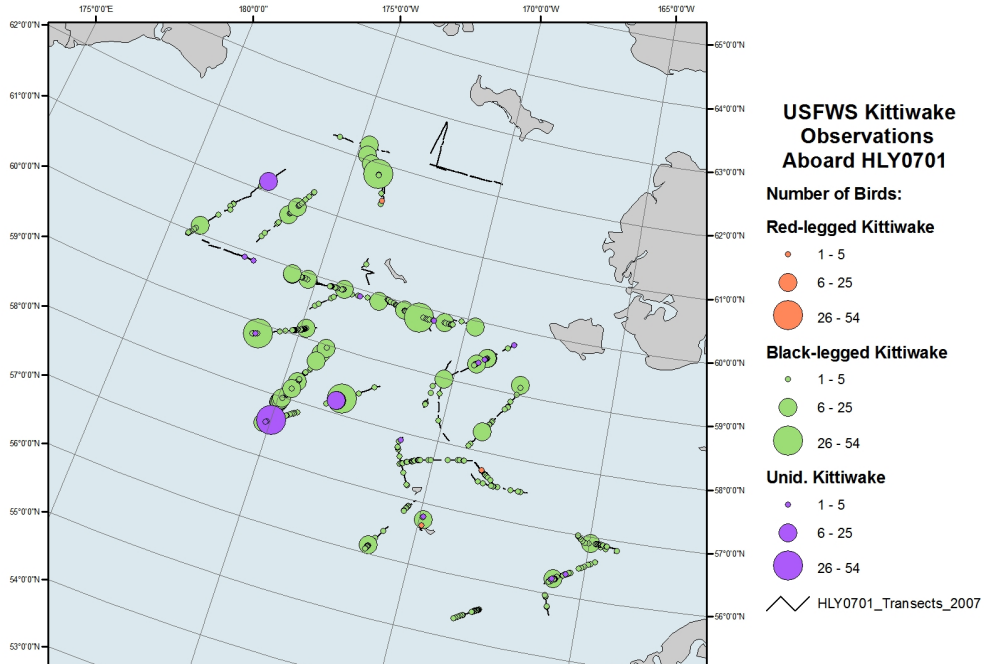 175°0'0"E 180°0'0" 175°0'0"W 170°0'0"W 165°0'0"W
62°0'0"N
65°0'0"N
61°0'0"N
64°0'0"N
60°0'0"N
63°0'0"N
59°0'0"N
62°0'0"N
58°0'0"N
61°0'0"N
57°0'0"N
60°0'0"N
56°0'0"N
59°0'0"N
55°0'0"N
58°0'0"N
54°0'0"N
57°0'0"N
53°0'0"N
56°0'0"N
USFWS Kittiwake
Observations
Aboard HLY0701
Number of Birds:
Red-legged Kittiwake
1 - 5
6 - 25
26 - 54
Black-legged Kittiwake
1 - 5
6 - 25
26 - 54
Unid. Kittiwake
1 - 5
6 - 25
26 - 54
HLY0701_Transects_2007